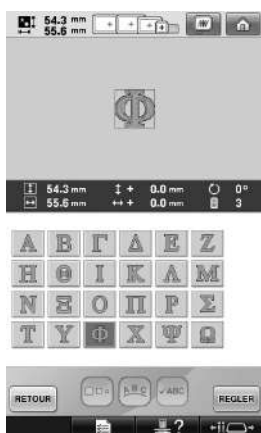 54.3 mm
55.6 mm
Φ
54.3 mm + 0.0 mm 0°
55.6 mm + 0.0 mm 3
Α Β Γ Δ Ε Ζ
Η Θ Ι Κ Λ Μ
Ν Ξ Ο Π Ρ Σ
Τ Υ Φ Χ Ψ Ω
RETOUR ABC ABC REGLER
?